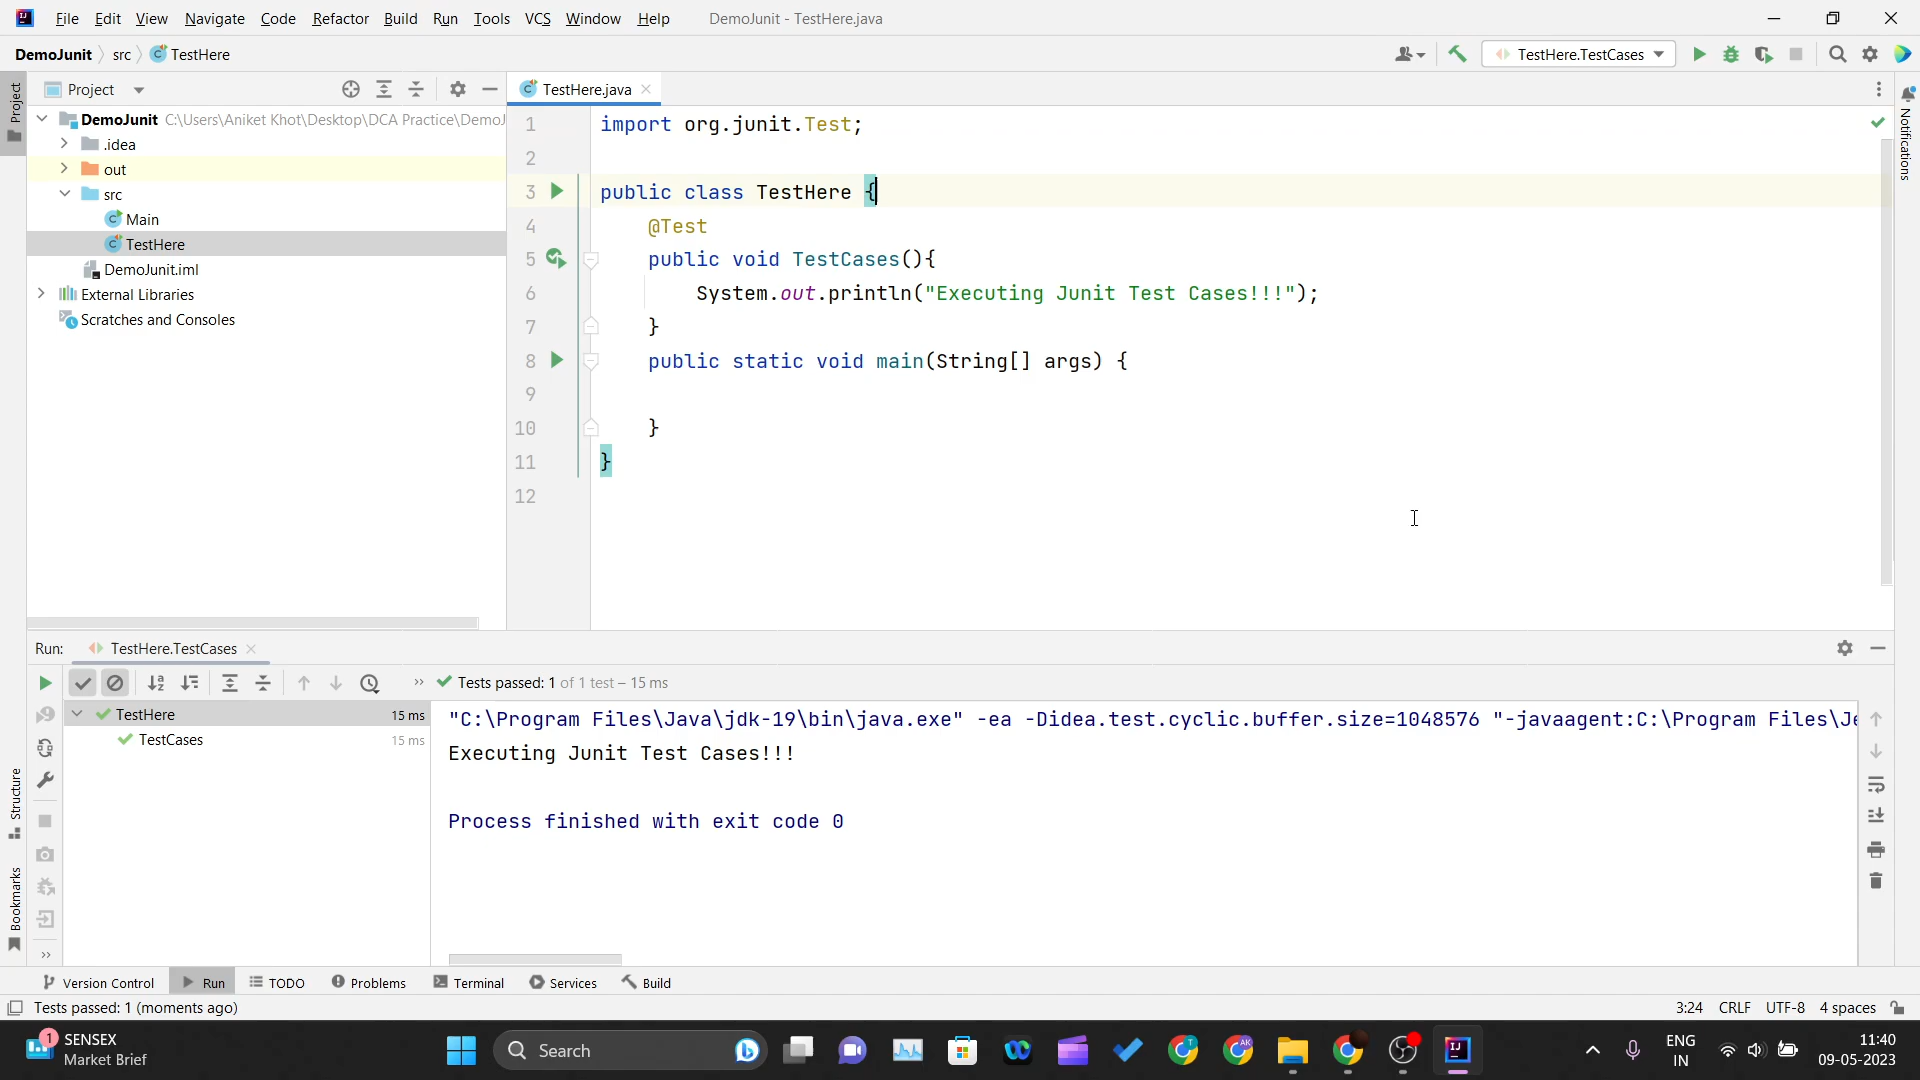 File Edit View Navigate Code Refactor Build Run Tools VCS Window Help DemoJunit - TestHere.java
DemoJunit src TestHere TestHere.TestCases
Project
TestHere.java
DemoJunit C:\Users\Aniket Khot\Desktop\DCA Practice\DemoJ
.idea
out
src
Main
TestHere
DemoJunit.iml
External Libraries
Scratches and Consoles
Project
Structure
Bookmarks
Notifications
1 import org.junit.Test;
2
3 public class TestHere {
4 @Test
5 public void TestCases(){
6 System.out.println("Executing Junit Test Cases!!!");
7 }
8 public static void main(String[] args) {
9
10 }
11 }
12
Run: TestHere.TestCases
Tests passed: 1 of 1 test – 15 ms
TestHere 15 ms
TestCases 15 ms
"C:\Program Files\Java\jdk-19\bin\java.exe" -ea -Didea.test.cyclic.buffer.size=1048576 "-javaagent:C:\Program Files\Je
Executing Junit Test Cases!!!
Process finished with exit code 0
Version Control Run TODO Problems Terminal Services Build
Tests passed: 1 (moments ago) 3:24 CRLF UTF-8 4 spaces
1 SENSEX
Market Brief
Search
ENG
IN
11:40
09-05-2023